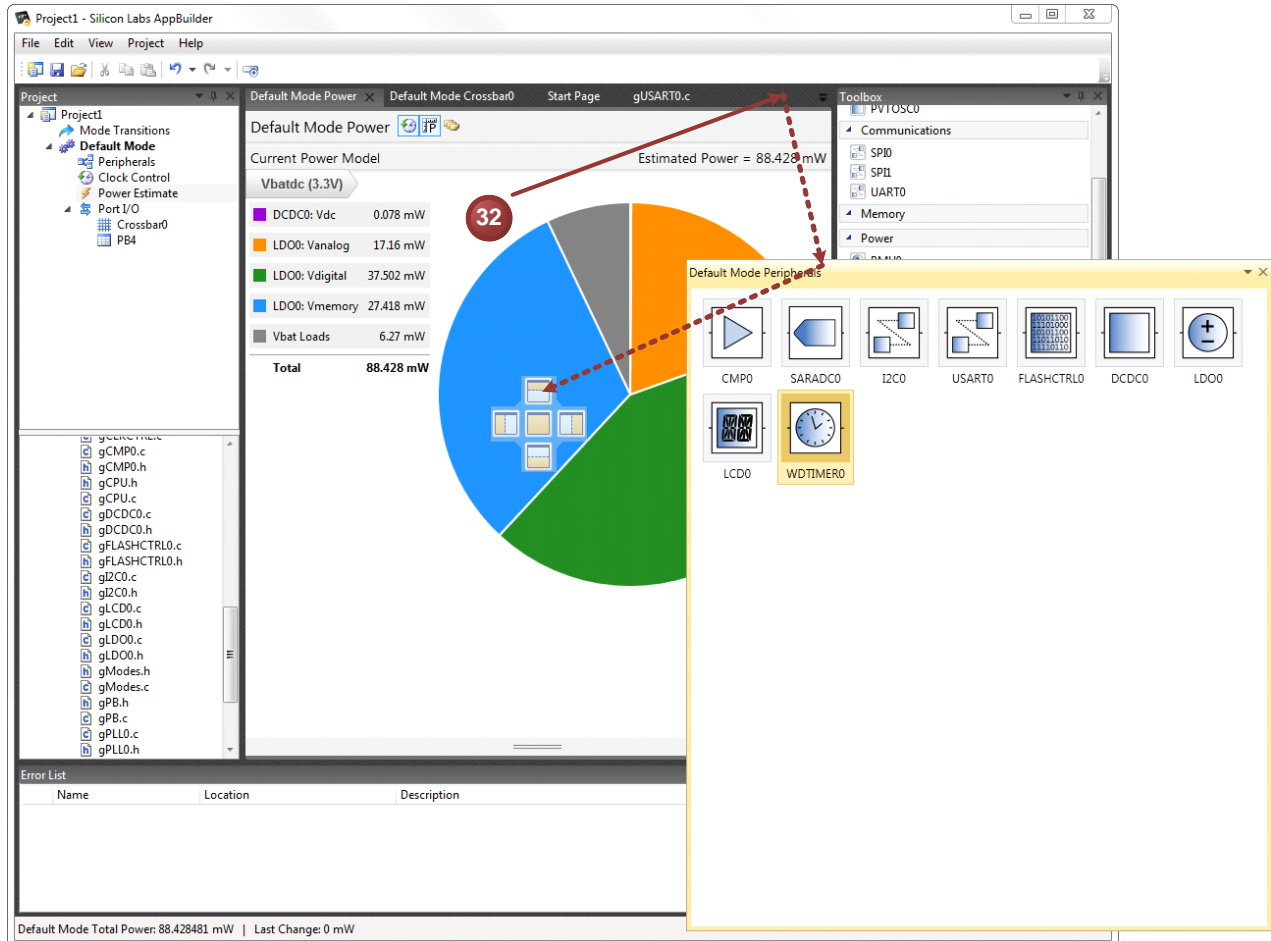 Project1 - Silicon Labs AppBuilder
File Edit View Project Help
Project
Project1
Mode Transitions
Default Mode
Peripherals
Clock Control
Power Estimate
Port I/O
Crossbar0
PB4
gCMP0.c
gCMP0.h
gCPU.h
gCPU.c
gDCDC0.c
gDCDC0.h
gFLASHCTRL0.c
gFLASHCTRL0.h
gI2C0.c
gI2C0.h
gLCD0.c
gLCD0.h
gLDO0.c
gLDO0.h
gModes.h
gModes.c
gPB.h
gPB.c
gPLL0.c
gPLL0.h
Default Mode Power Default Mode Crossbar0 Start Page gUSART0.c
Default Mode Power
Current Power Model Estimated Power = 88.428 mW
Vbatdc (3.3V)
DCDC0: Vdc 0.078 mW
LDO0: Vanalog 17.16 mW
LDO0: Vdigital 37.502 mW
LDO0: Vmemory 27.418 mW
Vbat Loads 6.27 mW
Total 88.428 mW
32
Toolbox
PVTOSC0
Communications
SPI0
SPI1
UART0
Memory
Power
Default Mode Peripherals
CMP0 SARADC0 I2C0 USART0 FLASHCTRL0 DCDC0 LDO0
LCD0 WDTIMER0
Error List
Name Location Description
Default Mode Total Power: 88.428481 mW | Last Change: 0 mW